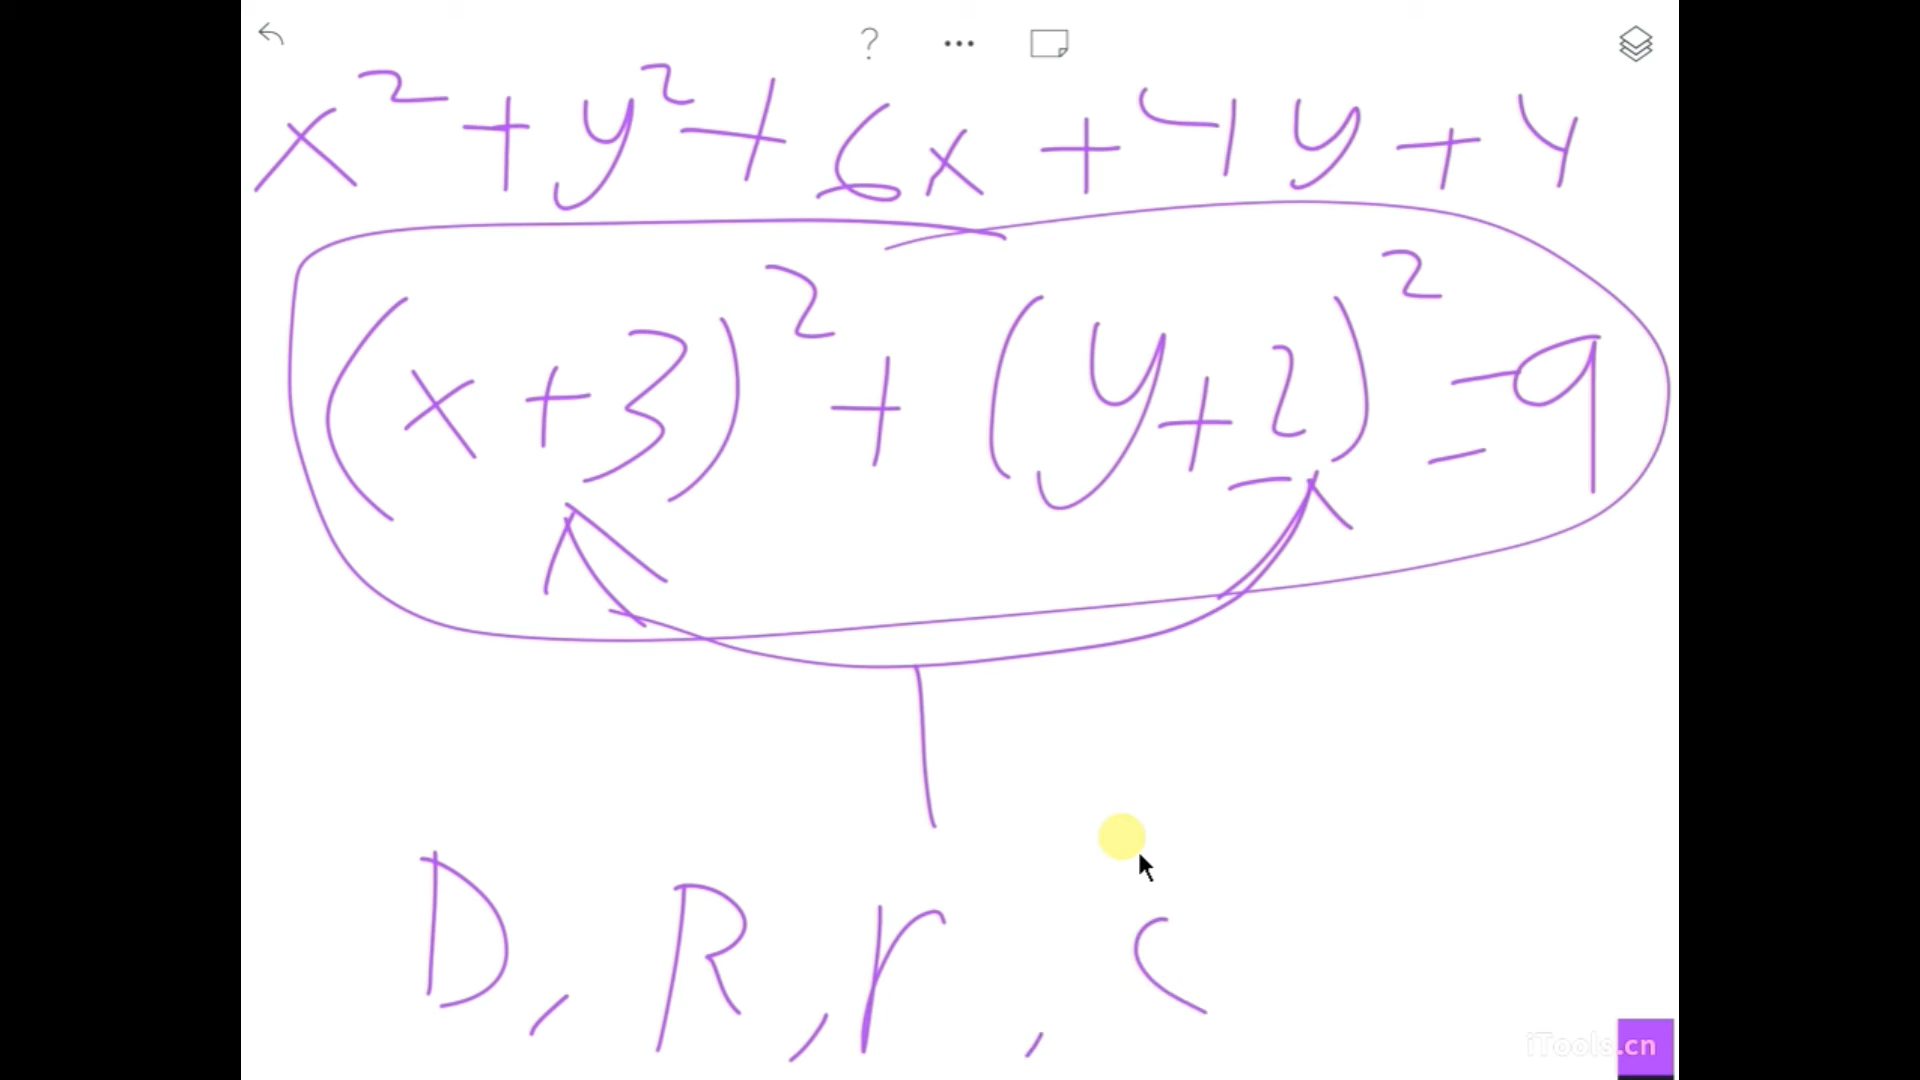 x²+y²+6x+4y+4
(x+3)²+(y+2)²=9
D, R, r, C
iTools.cn